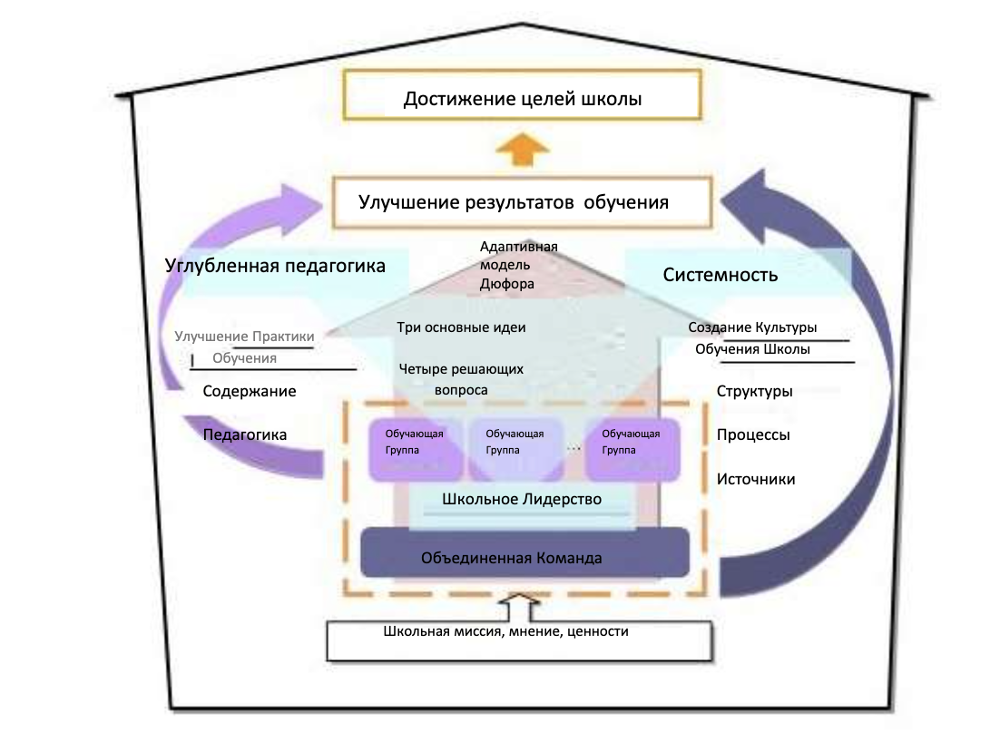 Достижение целей школы
Улучшение результатов обучения
Адаптивная
модель
Дюфора
Углубленная педагогика
Системность
Три основные идеи
Четыре решающих
вопроса
Улучшение Практики
Обучения
Содержание
Педагогика
Создание Культуры
Обучения Школы
Структуры
Процессы
Источники
Обучающая
Группа
Обучающая
Группа
...
Обучающая
Группа
Школьное Лидерство
Объединенная Команда
Школьная миссия, мнение, ценности